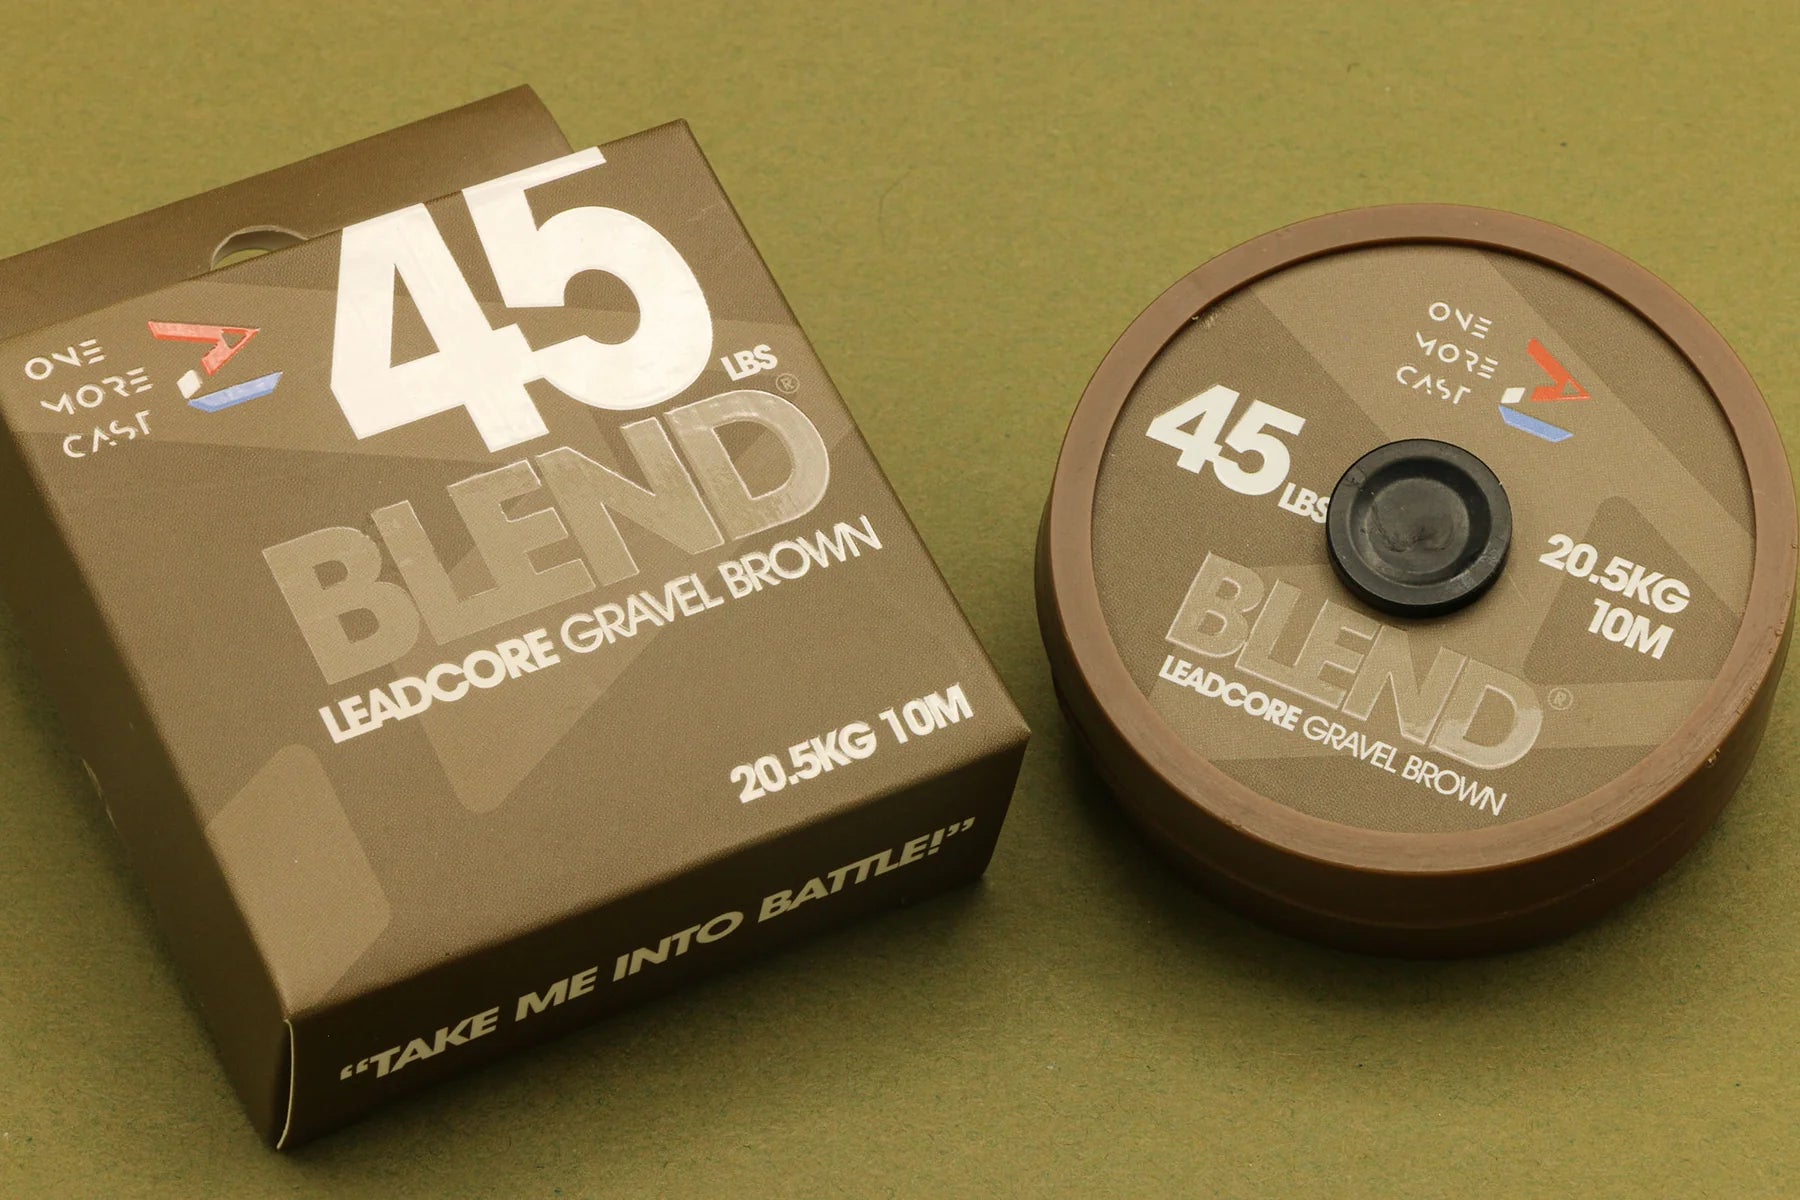 ONE
MORE
CAST
45 LBS
BLEND®
LEADCORE GRAVEL BROWN
20.5KG 10M
“TAKE ME INTO BATTLE!”
ONE
MORE
CAST
45 LBS
20.5KG
10M
BLEND®
LEADCORE GRAVEL BROWN